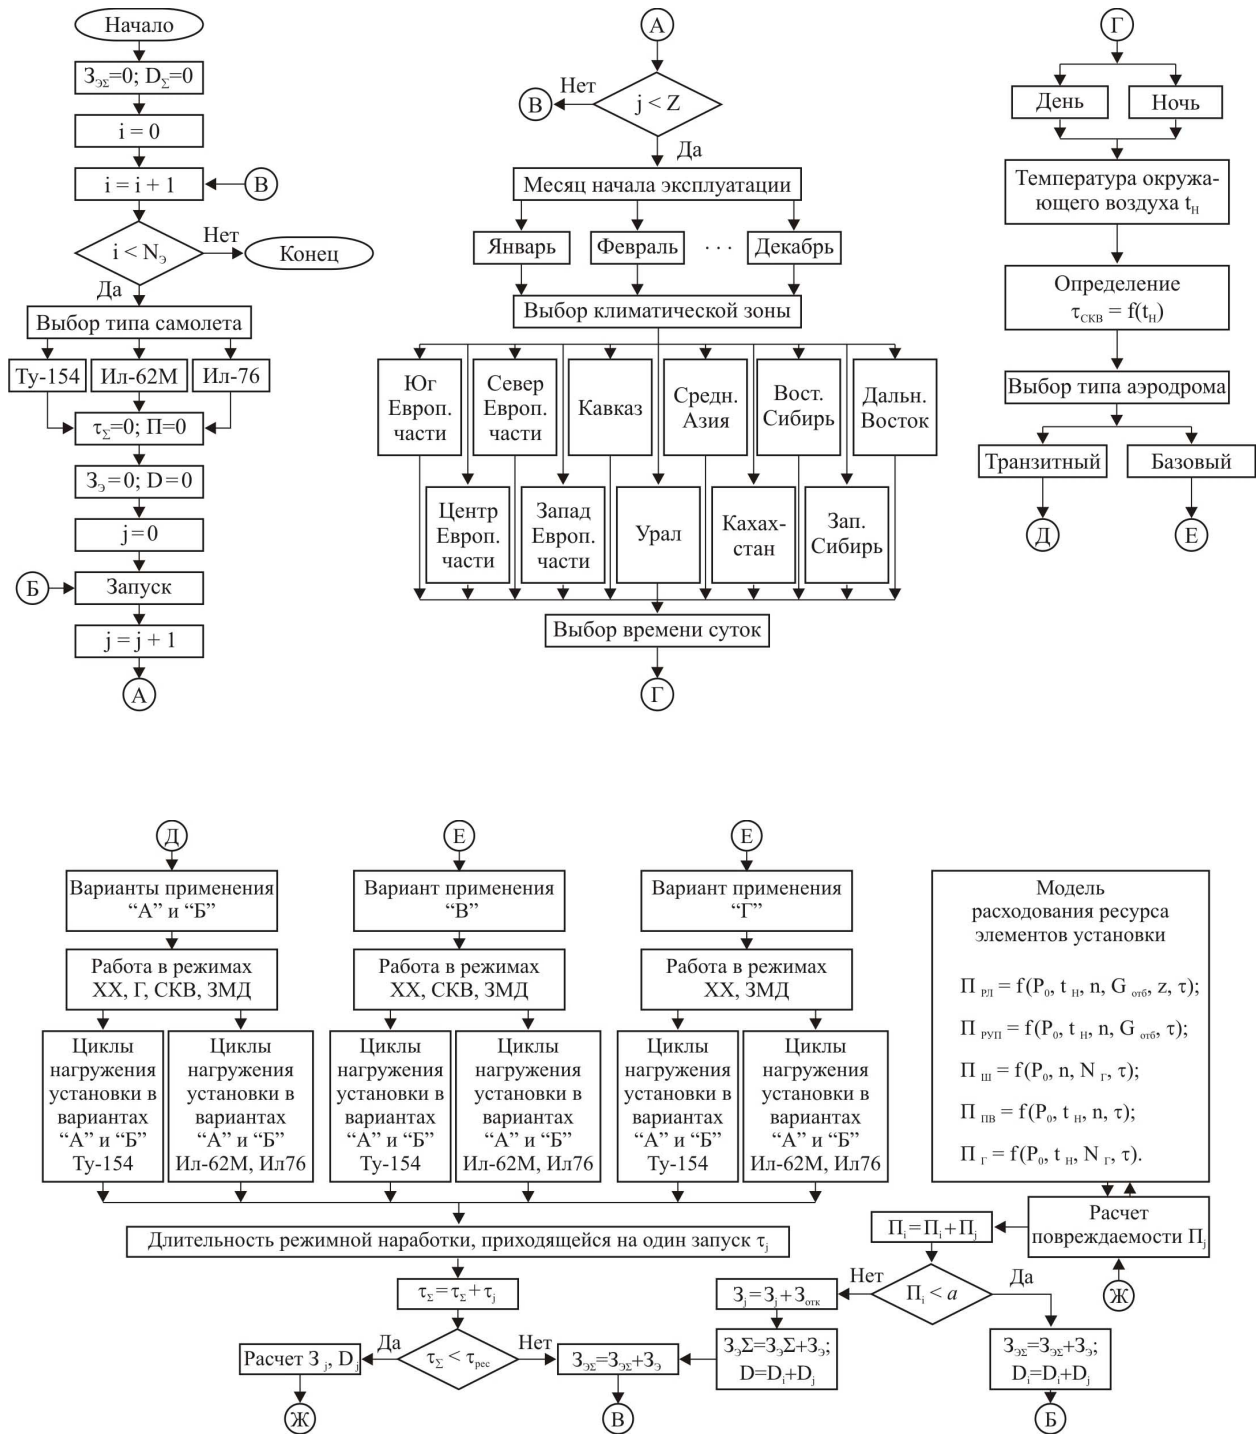 Начало
З_ЭΣ=0; D_Σ=0
i = 0
i = i + 1
В
i < N_Э
Нет
Конец
Да
Выбор типа самолета
Ту-154
Ил-62М
Ил-76
τ_Σ=0; П=0
З_Э=0; D=0
j=0
Б
Запуск
j = j + 1
А
А
Нет
В
j < Z
Да
Месяц начала эксплуатации
Январь
Февраль
· · ·
Декабрь
Выбор климатической зоны
Юг
Европ.
части
Север
Европ.
части
Кавказ
Средн.
Азия
Вост.
Сибирь
Дальн.
Восток
Центр
Европ.
части
Запад
Европ.
части
Урал
Кахах-
стан
Зап.
Сибирь
Выбор времени суток
Г
Г
День
Ночь
Температура окружа-
ющего воздуха t_Н
Определение
τ_СКВ = f(t_Н)
Выбор типа аэродрома
Транзитный
Базовый
Д
Е
Д
Варианты применения
“А” и “Б”
Работа в режимах
ХХ, Г, СКВ, ЗМД
Циклы
нагружения
установки в
вариантах
“А” и “Б”
Ту-154
Циклы
нагружения
установки в
вариантах
“А” и “Б”
Ил-62М, Ил76
Е
Вариант применения
“В”
Работа в режимах
ХХ, СКВ, ЗМД
Циклы
нагружения
установки в
вариантах
“А” и “Б”
Ту-154
Циклы
нагружения
установки в
вариантах
“А” и “Б”
Ил-62М, Ил76
Е
Вариант применения
“Г”
Работа в режимах
ХХ, ЗМД
Циклы
нагружения
установки в
вариантах
“А” и “Б”
Ту-154
Циклы
нагружения
установки в
вариантах
“А” и “Б”
Ил-62М, Ил76
Модель
расходования ресурса
элементов установки
П_РЛ = f(P_0, t_Н, n, G_отб, z, τ);
П_РУП = f(P_0, t_Н, n, G_отб, τ);
П_Ш = f(P_0, n, N_Г, τ);
П_ПВ = f(P_0, t_Н, n, τ);
П_Г = f(P_0, t_Н, N_Г, τ).
Расчет
повреждаемости П_j
Ж
П_i=П_i+П_j
Нет
П_i < a
Да
Длительность режимной наработки, приходящейся на один запуск τ_j
τ_Σ=τ_Σ+τ_j
З_j=З_j+З_отк
Да
τ_Σ < τ_рес
Нет
Расчет З_j, D_j
Ж
З_ЭΣ=З_ЭΣ+З_Э
В
З_ЭΣ=З_ЭΣ+З_Э;
D=D_i+D_j
З_ЭΣ=З_ЭΣ+З_Э;
D_i=D_i+D_j
Б